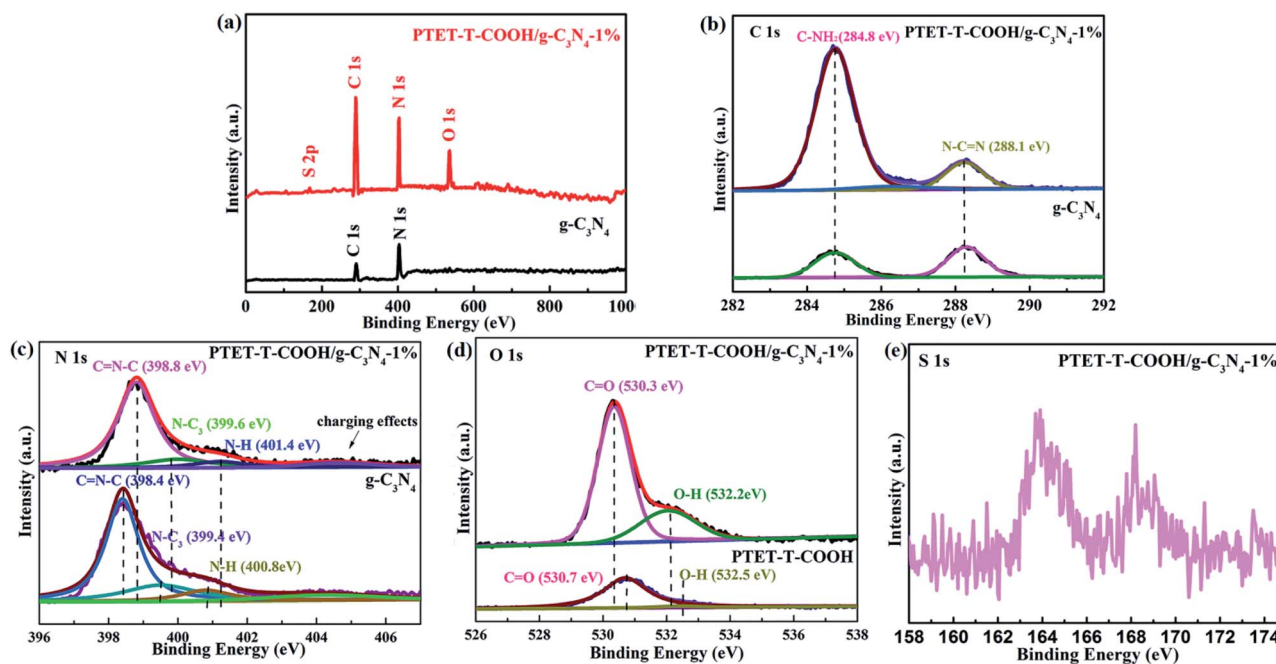 (a)
PTET-T-COOH/g-C₃N₄-1%
C 1s
N 1s
O 1s
S 2p
g-C₃N₄
C 1s
N 1s
Intensity (a.u.)
0 200 400 600 800 1000
Binding Energy (eV)
(b)
C 1s
C-NH₂(284.8 eV)
PTET-T-COOH/g-C₃N₄-1%
N-C=N (288.1 eV)
g-C₃N₄
Intensity (a.u.)
282 284 286 288 290 292
Binding Energy (eV)
(c)
N 1s
PTET-T-COOH/g-C₃N₄-1%
C=N-C (398.8 eV)
N-C₃ (399.6 eV)
charging effects
N-H (401.4 eV)
g-C₃N₄
C=N-C (398.4 eV)
N-C₃ (399.4 eV)
N-H (400.8eV)
Intensity (a.u.)
Intensity (a.u.)
396 398 400 402 404 406
Binding Energy (eV)
(d)
O 1s
PTET-T-COOH/g-C₃N₄-1%
C=O (530.3 eV)
O-H (532.2eV)
PTET-T-COOH
C=O (530.7 eV)
O-H (532.5 eV)
Intensity (a.u.)
526 528 530 532 534 536 538
Binding Energy (eV)
(e)
S 1s
PTET-T-COOH/g-C₃N₄-1%
Intensity (a.u.)
158 160 162 164 166 168 170 172 174
Binding Energy (eV)